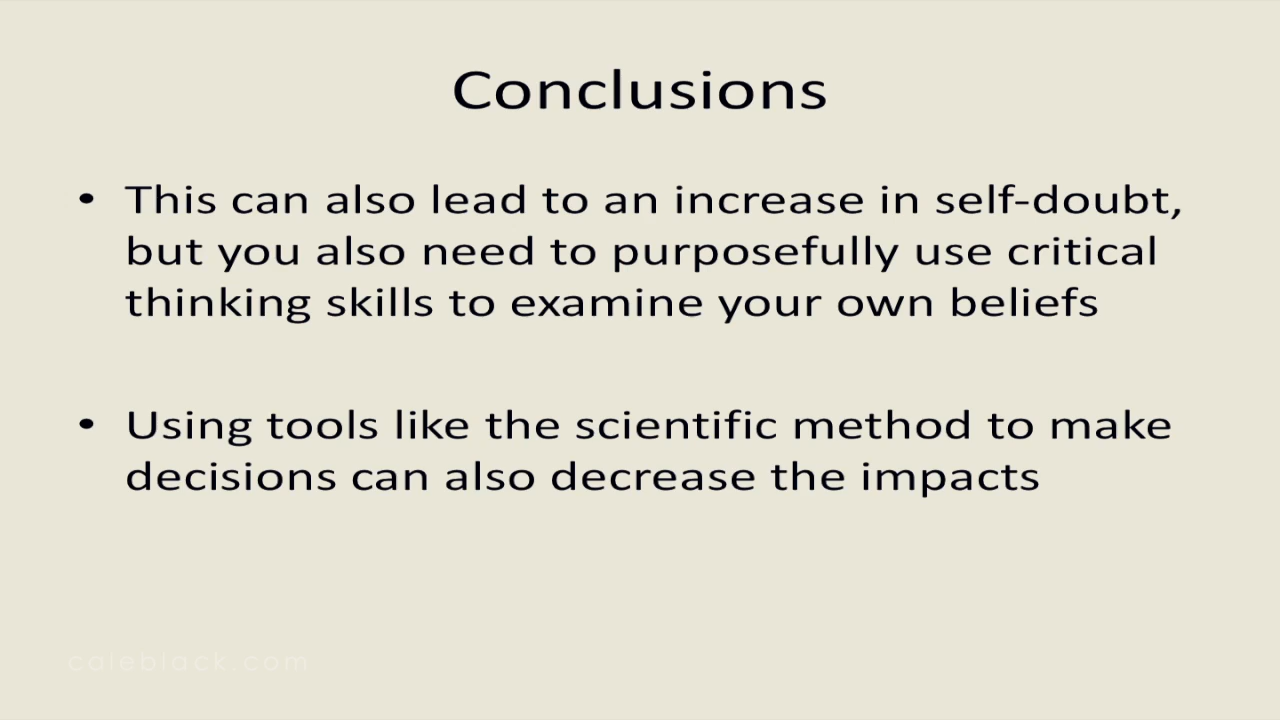 Conclusions
• This can also lead to an increase in self-doubt,
but you also need to purposefully use critical
thinking skills to examine your own beliefs
• Using tools like the scientific method to make
decisions can also decrease the impacts
caleblack.com